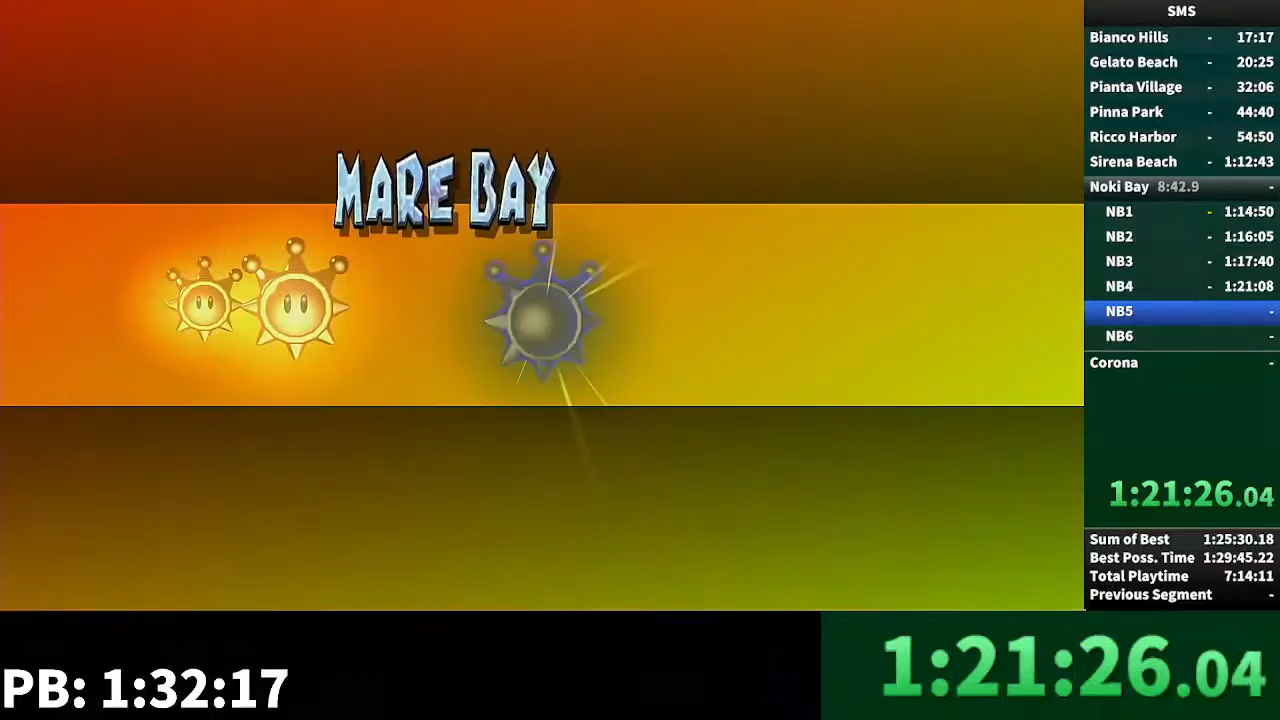 MARE BAY
SMS
Bianco Hills - 17:17
Gelato Beach - 20:25
Pianta Village - 32:06
Pinna Park - 44:40
Ricco Harbor - 54:50
Sirena Beach - 1:12:43
Noki Bay 8:42.9 -
NB1 - 1:14:50
NB2 - 1:16:05
NB3 - 1:17:40
NB4 - 1:21:08
NB5 -
NB6 -
Corona -
1:21:26.04
Sum of Best 1:25:30.18
Best Poss. Time 1:29:45.22
Total Playtime 7:14:11
Previous Segment -
PB: 1:32:17
1:21:26.04